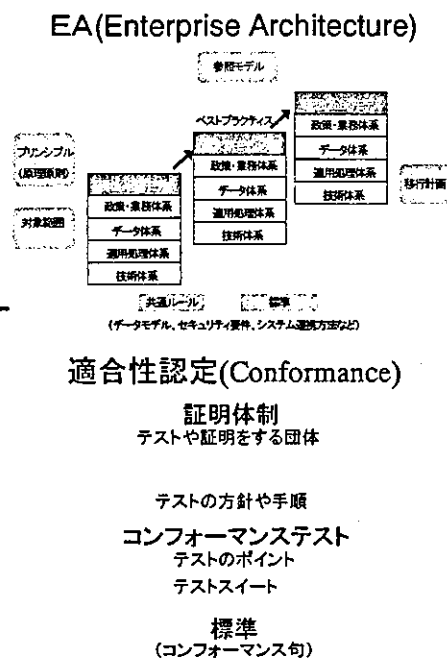 EA(Enterprise Architecture)
参照モデル
ベストプラクティス
プリンシプル
(原理原則)
対象範囲
政策・業務体系
データ体系
適用処理体系
技術体系
政策・業務体系
データ体系
適用処理体系
技術体系
政策・業務体系
データ体系
適用処理体系
技術体系
移行計画
共通ルール
標準
(データモデル、セキュリティ要件、システム連携方法など)
適合性認定(Conformance)
証明体制
テストや証明をする団体
テストの方針や手順
コンフォーマンステスト
テストのポイント
テストスイート
標準
(コンフォーマンス句)